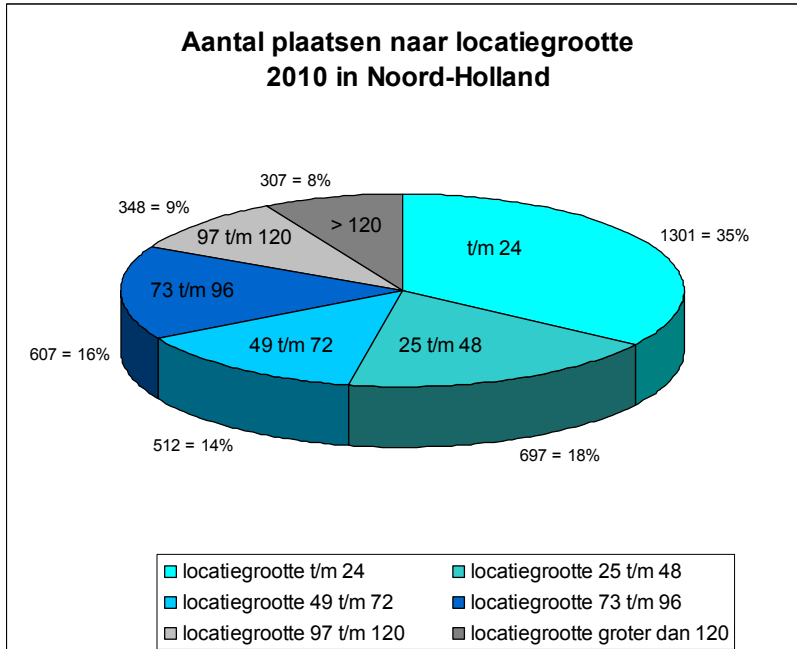 Aantal plaatsen naar locatiegrootte
2010 in Noord-Holland
307 = 8%
348 = 9%
> 120
97 t/m 120
t/m 24
1301 = 35%
73 t/m 96
49 t/m 72
25 t/m 48
607 = 16%
512 = 14%
697 = 18%
locatiegrootte t/m 24
locatiegrootte 25 t/m 48
locatiegrootte 49 t/m 72
locatiegrootte 73 t/m 96
locatiegrootte 97 t/m 120
locatiegrootte groter dan 120